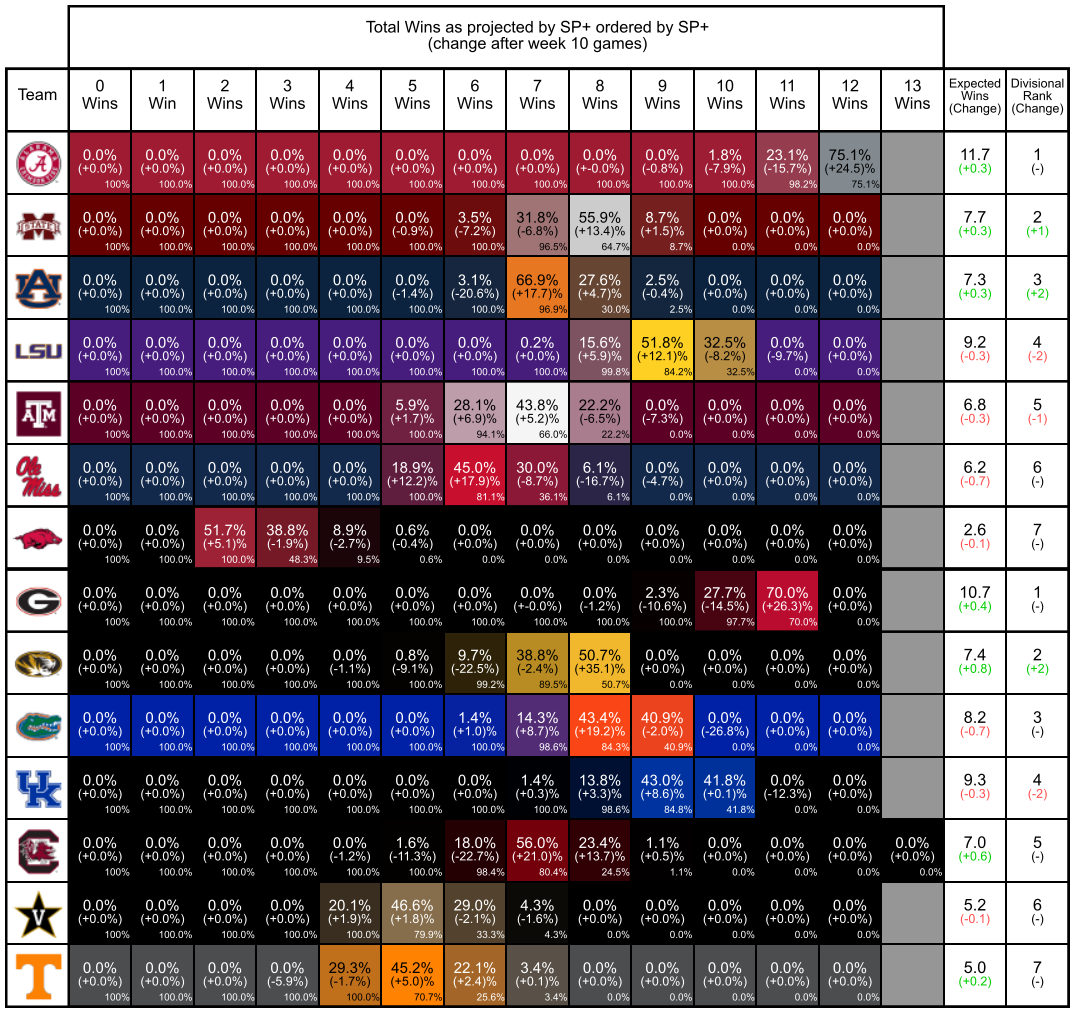 Total Wins as projected by SP+ ordered by SP+
(change after week 10 games)
Team
0 Wins
1 Win
2 Wins
3 Wins
4 Wins
5 Wins
6 Wins
7 Wins
8 Wins
9 Wins
10 Wins
11 Wins
12 Wins
13 Wins
Expected Wins (Change)
Divisional Rank (Change)
A
0.0% 0.0% 0.0% 0.0% 0.0% 0.0% 0.0% 0.0% 0.0% 0.0% 1.8% 23.1% 75.1% 11.7 1
(+0.0%) (+0.0%) (+0.0%) (+0.0%) (+0.0%) (+0.0%) (+0.0%) (+0.0%) (+-0.0%) (-0.8%) (-7.9%) (-15.7%) (+24.5)% (+0.3) (-)
100% 100.0% 100.0% 100.0% 100.0% 100.0% 100.0% 100.0% 100.0% 100.0% 100.0% 98.2% 75.1%
STATE
0.0% 0.0% 0.0% 0.0% 0.0% 0.0% 3.5% 31.8% 55.9% 8.7% 0.0% 0.0% 0.0% 7.7 2
(+0.0%) (+0.0%) (+0.0%) (+0.0%) (+0.0%) (-0.9%) (-7.2%) (-6.8%) (+13.4)% (+1.5)% (+0.0%) (+0.0%) (+0.0%) (+0.3) (+1)
100% 100.0% 100.0% 100.0% 100.0% 100.0% 100.0% 96.5% 64.7% 8.7% 0.0% 0.0% 0.0%
AU
0.0% 0.0% 0.0% 0.0% 0.0% 0.0% 3.1% 66.9% 27.6% 2.5% 0.0% 0.0% 0.0% 7.3 3
(+0.0%) (+0.0%) (+0.0%) (+0.0%) (+0.0%) (-1.4%) (-20.6%) (+17.7)% (+4.7)% (-0.4%) (+0.0%) (+0.0%) (+0.0%) (+0.3) (+2)
100% 100.0% 100.0% 100.0% 100.0% 100.0% 100.0% 96.9% 30.0% 2.5% 0.0% 0.0% 0.0%
LSU
0.0% 0.0% 0.0% 0.0% 0.0% 0.0% 0.0% 0.2% 15.6% 51.8% 32.5% 0.0% 0.0% 9.2 4
(+0.0%) (+0.0%) (+0.0%) (+0.0%) (+0.0%) (+0.0%) (+0.0%) (+0.0%) (+5.9)% (+12.1)% (-8.2%) (-9.7%) (+0.0%) (-0.3) (-2)
100% 100.0% 100.0% 100.0% 100.0% 100.0% 100.0% 100.0% 99.8% 84.2% 32.5% 0.0% 0.0%
ATM
0.0% 0.0% 0.0% 0.0% 0.0% 5.9% 28.1% 43.8% 22.2% 0.0% 0.0% 0.0% 0.0% 6.8 5
(+0.0%) (+0.0%) (+0.0%) (+0.0%) (+0.0%) (+1.7)% (+6.9)% (+5.2)% (-6.5%) (-7.3%) (+0.0%) (+0.0%) (+0.0%) (-0.3) (-1)
100% 100.0% 100.0% 100.0% 100.0% 100.0% 94.1% 66.0% 22.2% 0.0% 0.0% 0.0% 0.0%
Ole Miss
0.0% 0.0% 0.0% 0.0% 0.0% 18.9% 45.0% 30.0% 6.1% 0.0% 0.0% 0.0% 0.0% 6.2 6
(+0.0%) (+0.0%) (+0.0%) (+0.0%) (+0.0%) (+12.2)% (+17.9)% (-8.7%) (-16.7%) (-4.7%) (+0.0%) (+0.0%) (+0.0%) (-0.7) (-)
100% 100.0% 100.0% 100.0% 100.0% 100.0% 81.1% 36.1% 6.1% 0.0% 0.0% 0.0% 0.0%
0.0% 0.0% 51.7% 38.8% 8.9% 0.6% 0.0% 0.0% 0.0% 0.0% 0.0% 0.0% 0.0% 2.6 7
(+0.0%) (+0.0%) (+5.1)% (-1.9%) (-2.7%) (-0.4%) (+0.0%) (+0.0%) (+0.0%) (+0.0%) (+0.0%) (+0.0%) (+0.0%) (-0.1) (-)
100% 100.0% 100.0% 48.3% 9.5% 0.6% 0.0% 0.0% 0.0% 0.0% 0.0% 0.0% 0.0%
G
0.0% 0.0% 0.0% 0.0% 0.0% 0.0% 0.0% 0.0% 0.0% 2.3% 27.7% 70.0% 0.0% 10.7 1
(+0.0%) (+0.0%) (+0.0%) (+0.0%) (+0.0%) (+0.0%) (+0.0%) (+-0.0%) (-1.2%) (-10.6%) (-14.5%) (+26.3)% (+0.0%) (+0.4) (-)
100% 100.0% 100.0% 100.0% 100.0% 100.0% 100.0% 100.0% 100.0% 100.0% 97.7% 70.0% 0.0%
0.0% 0.0% 0.0% 0.0% 0.0% 0.8% 9.7% 38.8% 50.7% 0.0% 0.0% 0.0% 0.0% 7.4 2
(+0.0%) (+0.0%) (+0.0%) (+0.0%) (-1.1%) (-9.1%) (-22.5%) (-2.4%) (+35.1)% (+0.0%) (+0.0%) (+0.0%) (+0.0%) (+0.8) (+2)
100% 100.0% 100.0% 100.0% 100.0% 100.0% 99.2% 89.5% 50.7% 0.0% 0.0% 0.0% 0.0%
0.0% 0.0% 0.0% 0.0% 0.0% 0.0% 1.4% 14.3% 43.4% 40.9% 0.0% 0.0% 0.0% 8.2 3
(+0.0%) (+0.0%) (+0.0%) (+0.0%) (+0.0%) (+0.0%) (+1.0)% (+8.7)% (+19.2)% (-2.0%) (-26.8%) (+0.0%) (+0.0%) (-0.7) (-)
100% 100.0% 100.0% 100.0% 100.0% 100.0% 100.0% 98.6% 84.3% 40.9% 0.0% 0.0% 0.0%
UK
0.0% 0.0% 0.0% 0.0% 0.0% 0.0% 0.0% 1.4% 13.8% 43.0% 41.8% 0.0% 0.0% 9.3 4
(+0.0%) (+0.0%) (+0.0%) (+0.0%) (+0.0%) (+0.0%) (+0.0%) (+0.3)% (+3.3)% (+8.6)% (+0.1)% (-12.3%) (+0.0%) (-0.3) (-2)
100% 100.0% 100.0% 100.0% 100.0% 100.0% 100.0% 100.0% 98.6% 84.8% 41.8% 0.0% 0.0%
C
0.0% 0.0% 0.0% 0.0% 0.0% 1.6% 18.0% 56.0% 23.4% 1.1% 0.0% 0.0% 0.0% 0.0% 7.0 5
(+0.0%) (+0.0%) (+0.0%) (+0.0%) (-1.2%) (-11.3%) (-22.7%) (+21.0)% (+13.7)% (+0.5)% (+0.0%) (+0.0%) (+0.0%) (+0.0%) (+0.6) (-)
100% 100.0% 100.0% 100.0% 100.0% 100.0% 98.4% 80.4% 24.5% 1.1% 0.0% 0.0% 0.0% 0.0%
V
0.0% 0.0% 0.0% 0.0% 20.1% 46.6% 29.0% 4.3% 0.0% 0.0% 0.0% 0.0% 0.0% 5.2 6
(+0.0%) (+0.0%) (+0.0%) (+0.0%) (+1.9)% (+1.8)% (-2.1%) (-1.6%) (+0.0%) (+0.0%) (+0.0%) (+0.0%) (+0.0%) (-0.1) (-)
100% 100.0% 100.0% 100.0% 100.0% 79.9% 33.3% 4.3% 0.0% 0.0% 0.0% 0.0% 0.0%
T
0.0% 0.0% 0.0% 0.0% 29.3% 45.2% 22.1% 3.4% 0.0% 0.0% 0.0% 0.0% 0.0% 5.0 7
(+0.0%) (+0.0%) (+0.0%) (-5.9%) (-1.7%) (+5.0)% (+2.4)% (+0.1)% (+0.0%) (+0.0%) (+0.0%) (+0.0%) (+0.0%) (+0.2) (-)
100% 100.0% 100.0% 100.0% 100.0% 70.7% 25.6% 3.4% 0.0% 0.0% 0.0% 0.0% 0.0%